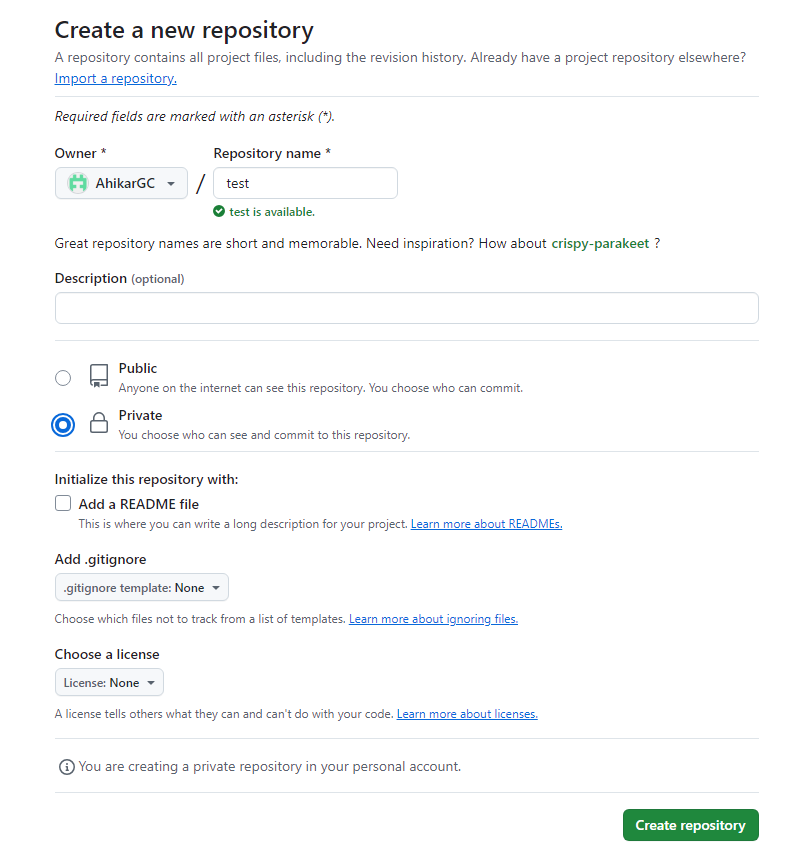 Create a new repository
A repository contains all project files, including the revision history. Already have a project repository elsewhere?
Import a repository.
Required fields are marked with an asterisk (*).
Owner * Repository name *
AhikarGC / test
test is available.
Great repository names are short and memorable. Need inspiration? How about crispy-parakeet ?
Description (optional)
Public
Anyone on the internet can see this repository. You choose who can commit.
Private
You choose who can see and commit to this repository.
Initialize this repository with:
Add a README file
This is where you can write a long description for your project. Learn more about READMEs.
Add .gitignore
.gitignore template: None
Choose which files not to track from a list of templates. Learn more about ignoring files.
Choose a license
License: None
A license tells others what they can and can't do with your code. Learn more about licenses.
You are creating a private repository in your personal account.
Create repository